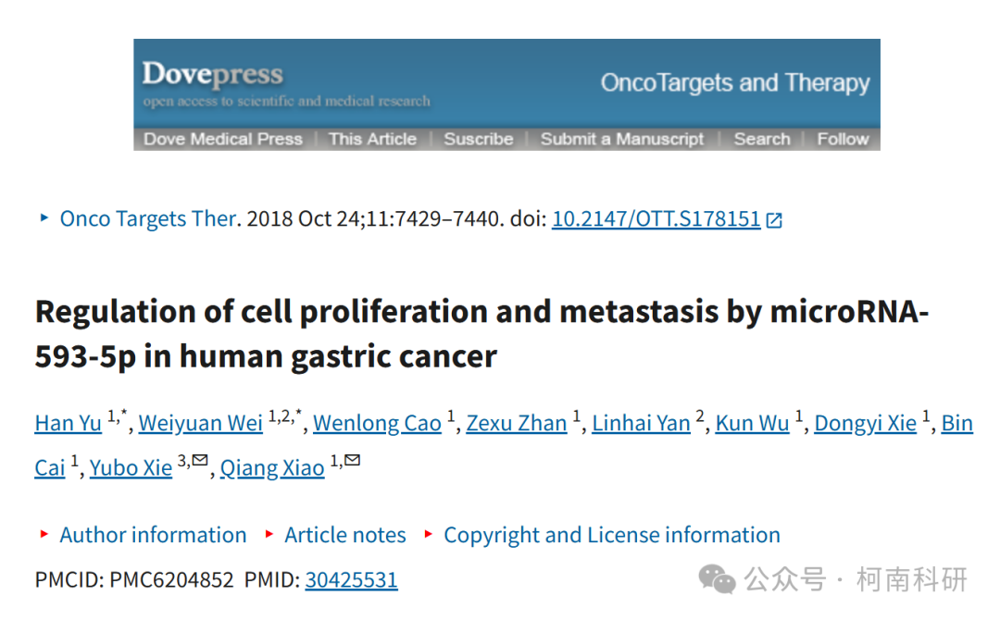 Dovepress
OncoTargets and Therapy
open access to scientific and medical research
Dove Medical Press | This Article | Suscribe | Submit a Manuscript | Search | Follow
Onco Targets Ther. 2018 Oct 24;11:7429–7440. doi: 10.2147/OTT.S178151
Regulation of cell proliferation and metastasis by microRNA-
593-5p in human gastric cancer
Han Yu 1,*, Weiyuan Wei 1,2,*, Wenlong Cao 1, Zexu Zhan 1, Linhai Yan 2, Kun Wu 1, Dongyi Xie 1, Bin
Cai 1, Yubo Xie 3,✉, Qiang Xiao 1,✉
Author information Article notes Copyright and License information
PMCID: PMC6204852 PMID: 30425531
公众号 · 柯南科研